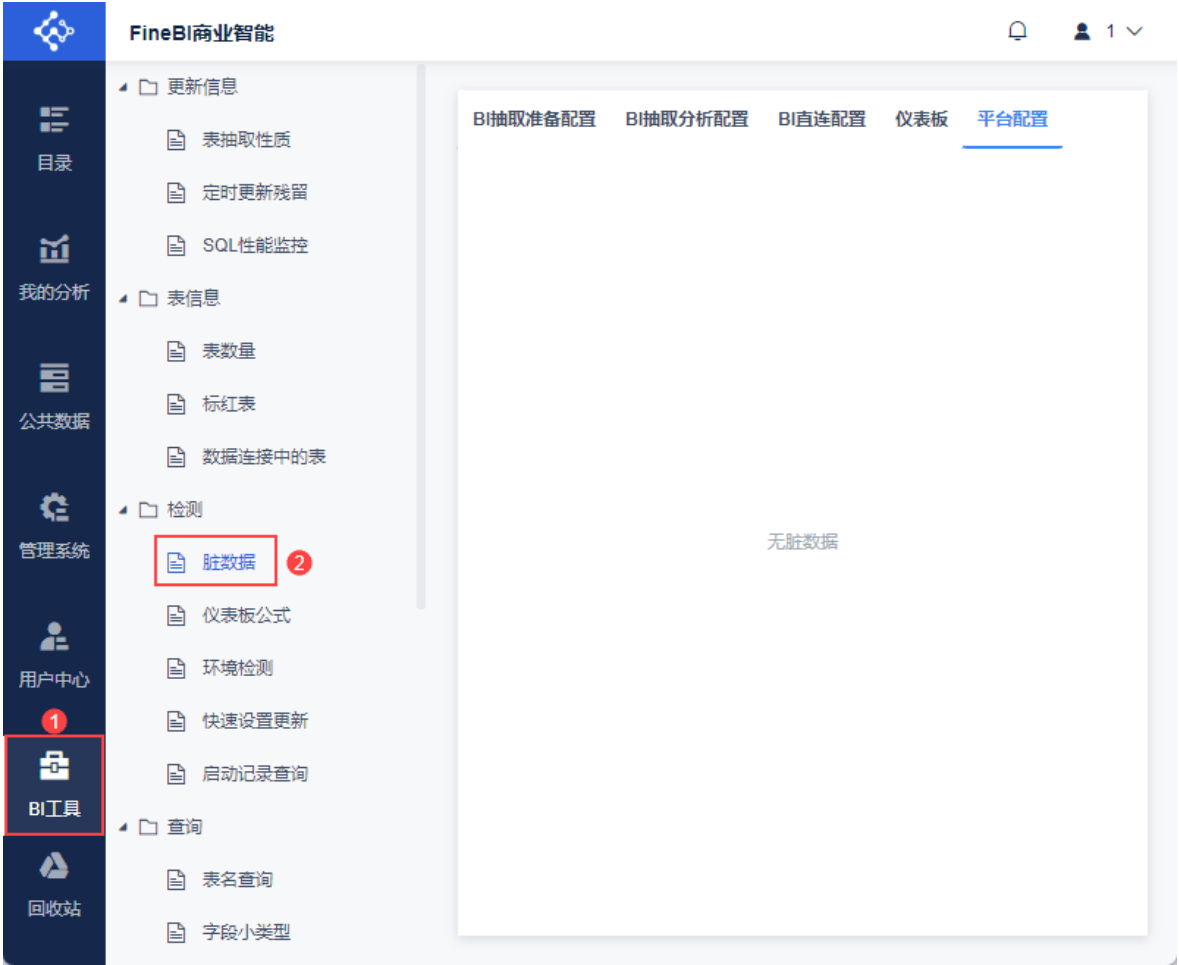 FineBI商业智能
1
目录
我的分析
公共数据
管理系统
用户中心
1
BI工具
回收站
更新信息
表抽取性质
定时更新残留
SQL性能监控
表信息
表数量
标红表
数据连接中的表
检测
脏数据
2
仪表板公式
环境检测
快速设置更新
启动记录查询
查询
表名查询
字段小类型
BI抽取准备配置 BI抽取分析配置 BI直连配置 仪表板 平台配置
无脏数据